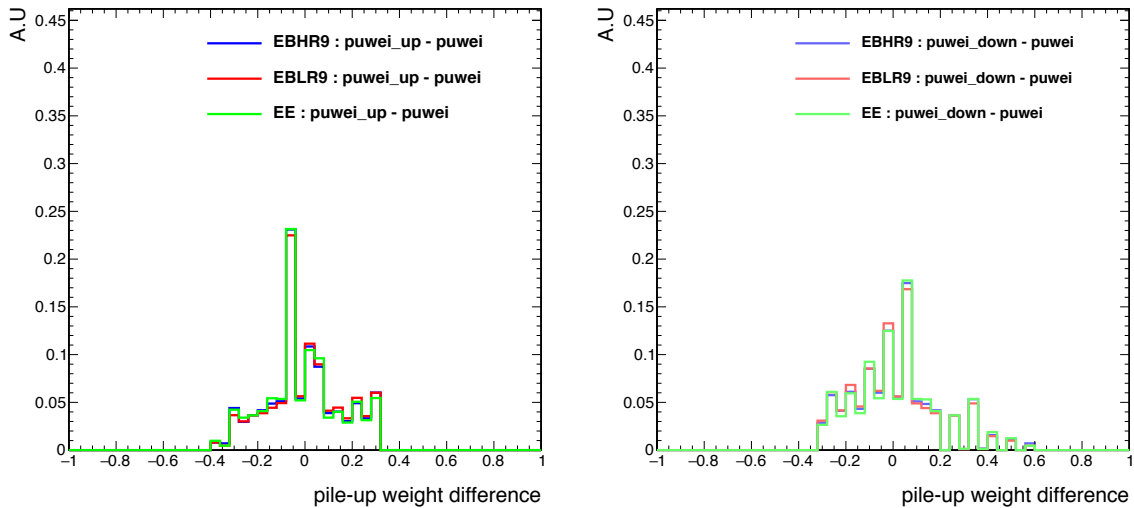 A.U
0.45
0.4
0.35
0.3
0.25
0.2
0.15
0.1
0.05
0
EBHR9 : puwei_up - puwei
EBLR9 : puwei_up - puwei
EE : puwei_up - puwei
−1 −0.8 −0.6 −0.4 −0.2 0 0.2 0.4 0.6 0.8 1
pile-up weight difference
A.U
0.45
0.4
0.35
0.3
0.25
0.2
0.15
0.1
0.05
0
EBHR9 : puwei_down - puwei
EBLR9 : puwei_down - puwei
EE : puwei_down - puwei
−1 −0.8 −0.6 −0.4 −0.2 0 0.2 0.4 0.6 0.8 1
pile-up weight difference